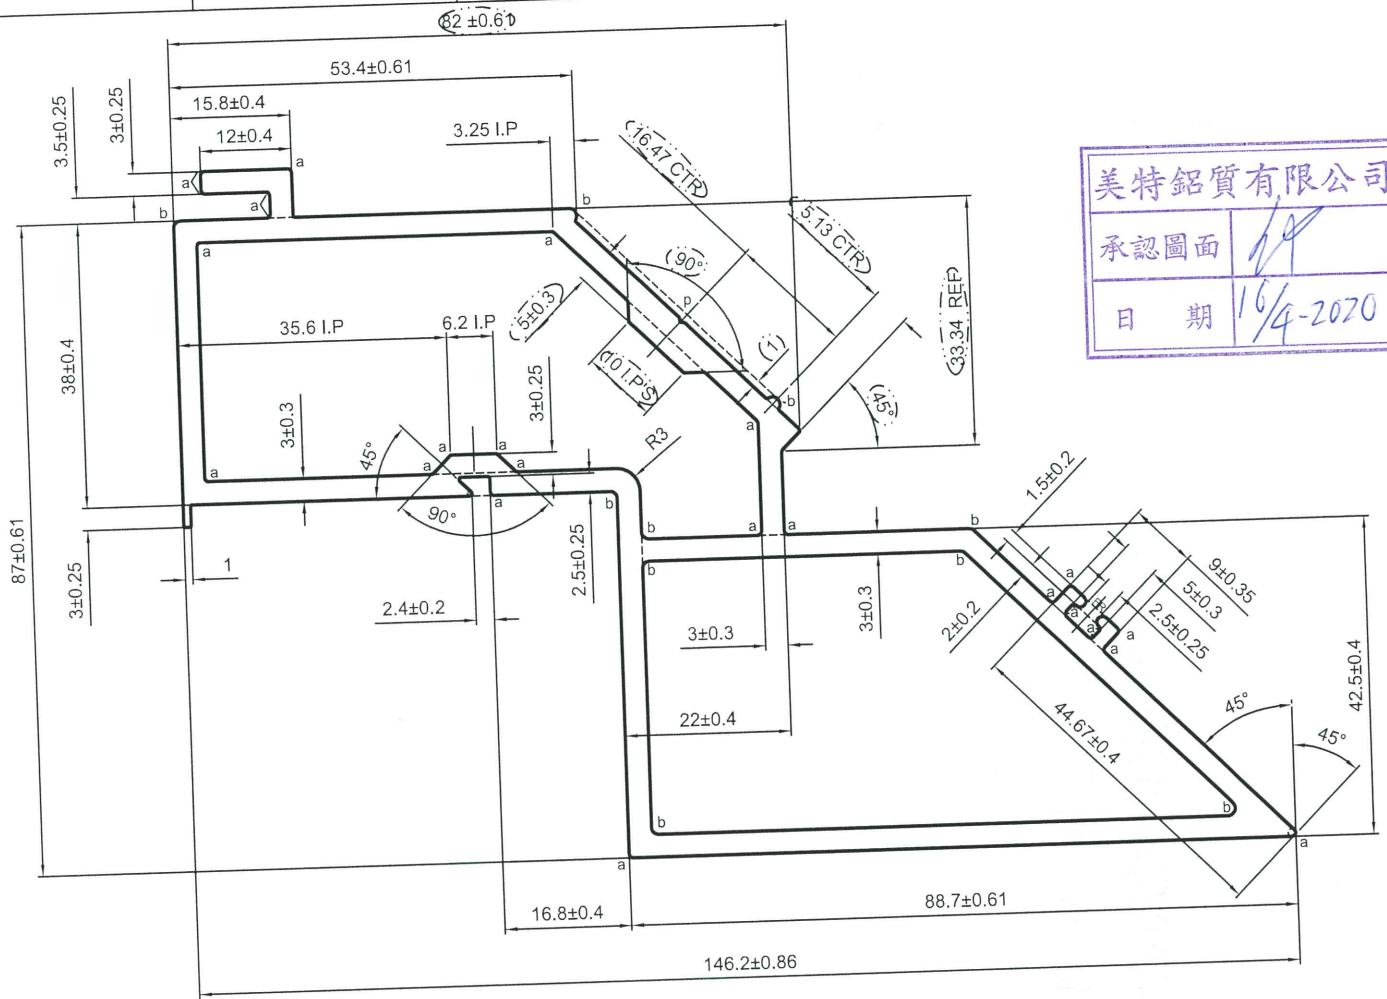 (82 ±0.61)
53.4±0.61
15.8±0.4
12±0.4
3.25 I.P
3±0.25
3.5±0.25
(16.47 CTR)
(5.13 CTR)
(90°)
(5±0.3)
(10 I.P'S)
(1)
(45°)
(33.34 REF)
35.6 I.P
6.2 I.P
3±0.25
38±0.4
3±0.3
45°
90°
R3
87±0.61
3±0.25
1
2.4±0.2
2.5±0.25
3±0.3
3±0.3
22±0.4
1.5±0.2
2±0.2
9±0.35
5±0.3
2.5±0.25
44.67±0.4
45°
45°
42.5±0.4
16.8±0.4
88.7±0.61
146.2±0.86
a
a
a
b
a
b
a
p
b
a
a
a
a
a
a
a
b
b
b
a
a
b
b
a
a
a
a
a
a
b
b
a
a
美特鋁質有限公司
承認圖面
日 期 16/4-2020